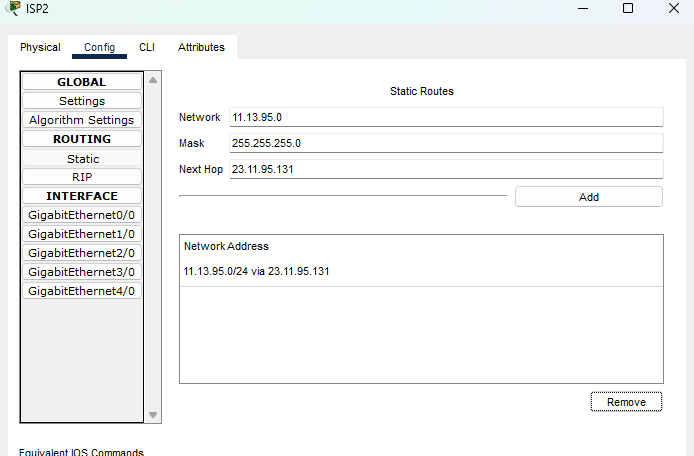 ISP2
Physical Config CLI Attributes
GLOBAL
Settings
Algorithm Settings
ROUTING
Static
RIP
INTERFACE
GigabitEthernet0/0
GigabitEthernet1/0
GigabitEthernet2/0
GigabitEthernet3/0
GigabitEthernet4/0
Static Routes
Network 11.13.95.0
Mask 255.255.255.0
Next Hop 23.11.95.131
Add
Network Address
11.13.95.0/24 via 23.11.95.131
Remove
Equivalent IOS Commands